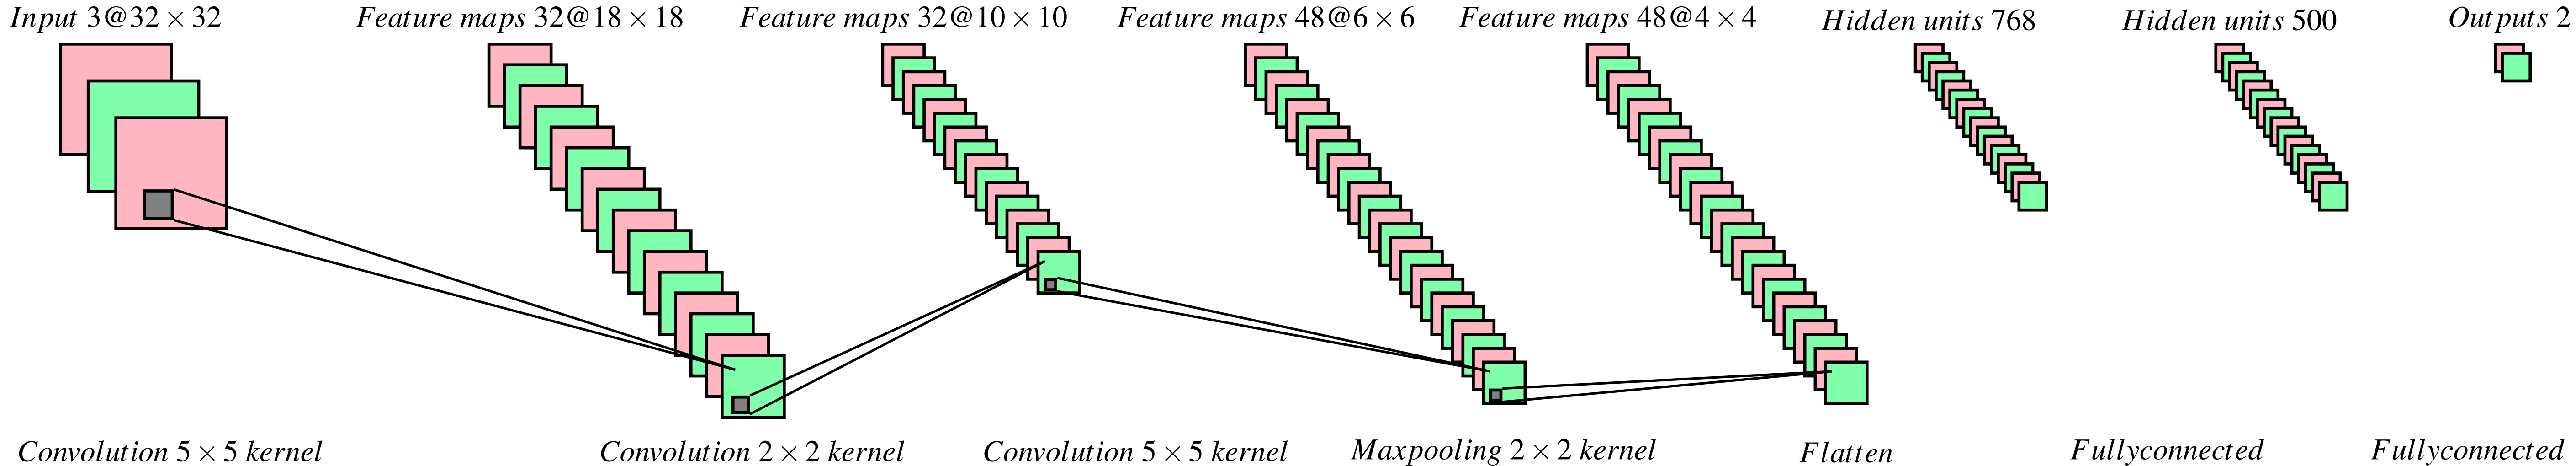 Input 3@32 × 32
Feature maps 32@18 × 18
Feature maps 32@10 × 10
Feature maps 48@6 × 6
Feature maps 48@4 × 4
Hidden units 768
Hidden units 500
Outputs 2
Convolution 5 × 5 kernel
Convolution 2 × 2 kernel
Convolution 5 × 5 kernel
Maxpooling 2 × 2 kernel
Flatten
Fullyconnected
Fullyconnected